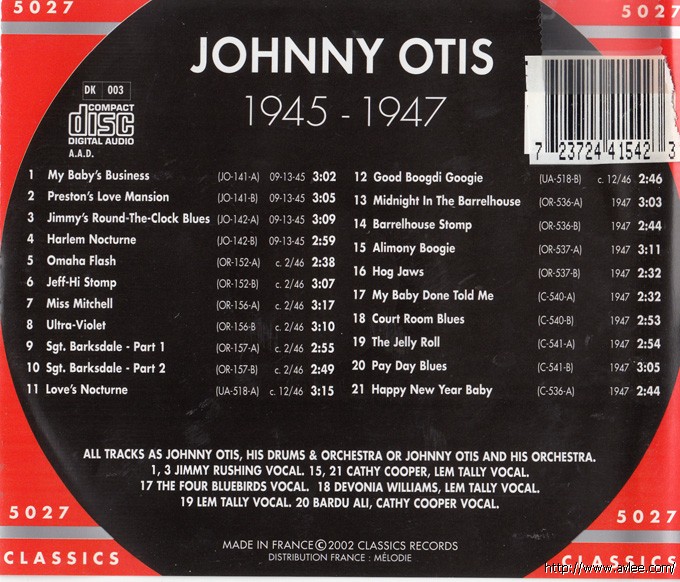 5027
5027
JOHNNY OTIS
1945 - 1947
DK 003
COMPACT
disc
DIGITAL AUDIO
A.A.D.
7 23724 41542 3
1 My Baby's Business (JO-141-A) 09-13-45 3:02
2 Preston's Love Mansion (JO-141-B) 09-13-45 3:05
3 Jimmy's Round-The-Clock Blues (JO-142-A) 09-13-45 3:09
4 Harlem Nocturne (JO-142-B) 09-13-45 2:59
5 Omaha Flash (OR-152-A) c. 2/46 2:38
6 Jeff-Hi Stomp (OR-152-B) c. 2/46 3:07
7 Miss Mitchell (OR-156-A) c. 2/46 3:17
8 Ultra-Violet (OR-156-B c. 2/46 3:10
9 Sgt. Barksdale - Part 1 (OR-157-A) c. 2/46 2:55
10 Sgt. Barksdale - Part 2 (OR-157-B) c. 2/46 2:49
11 Love's Nocturne (UA-518-A) c. 12/46 3:15
12 Good Boogdi Googie (UA-518-B) c. 12/46 2:46
13 Midnight In The Barrelhouse (OR-536-A) 1947 3:03
14 Barrelhouse Stomp (OR-536-B) 1947 2:44
15 Alimony Boogie (OR-537-A) 1947 3:11
16 Hog Jaws (OR-537-B) 1947 2:32
17 My Baby Done Told Me (C-540-A) 1947 2:32
18 Court Room Blues (C-540-B) 1947 2:53
19 The Jelly Roll (C-541-A) 1947 2:54
20 Pay Day Blues (C-541-B) 1947 3:05
21 Happy New Year Baby (C-536-A) 1947 2:44
ALL TRACKS AS JOHNNY OTIS, HIS DRUMS & ORCHESTRA OR JOHNNY OTIS AND HIS ORCHESTRA.
1, 3 JIMMY RUSHING VOCAL. 15, 21 CATHY COOPER, LEM TALLY VOCAL.
17 THE FOUR BLUEBIRDS VOCAL. 18 DEVONIA WILLIAMS, LEM TALLY VOCAL.
19 LEM TALLY VOCAL. 20 BARDU ALI, CATHY COOPER VOCAL.
5027
5027
CLASSICS
CLASSICS
MADE IN FRANCE © 2002 CLASSICS RECORDS
DISTRIBUTION FRANCE : MÉLODIE
http://www.avlee.com/